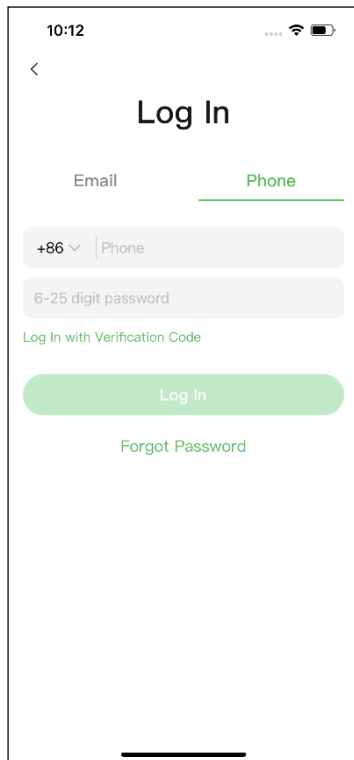 10:12
Log In
Email Phone
+86 Phone
6-25 digit password
Log In with Verification Code
Log In
Forgot Password